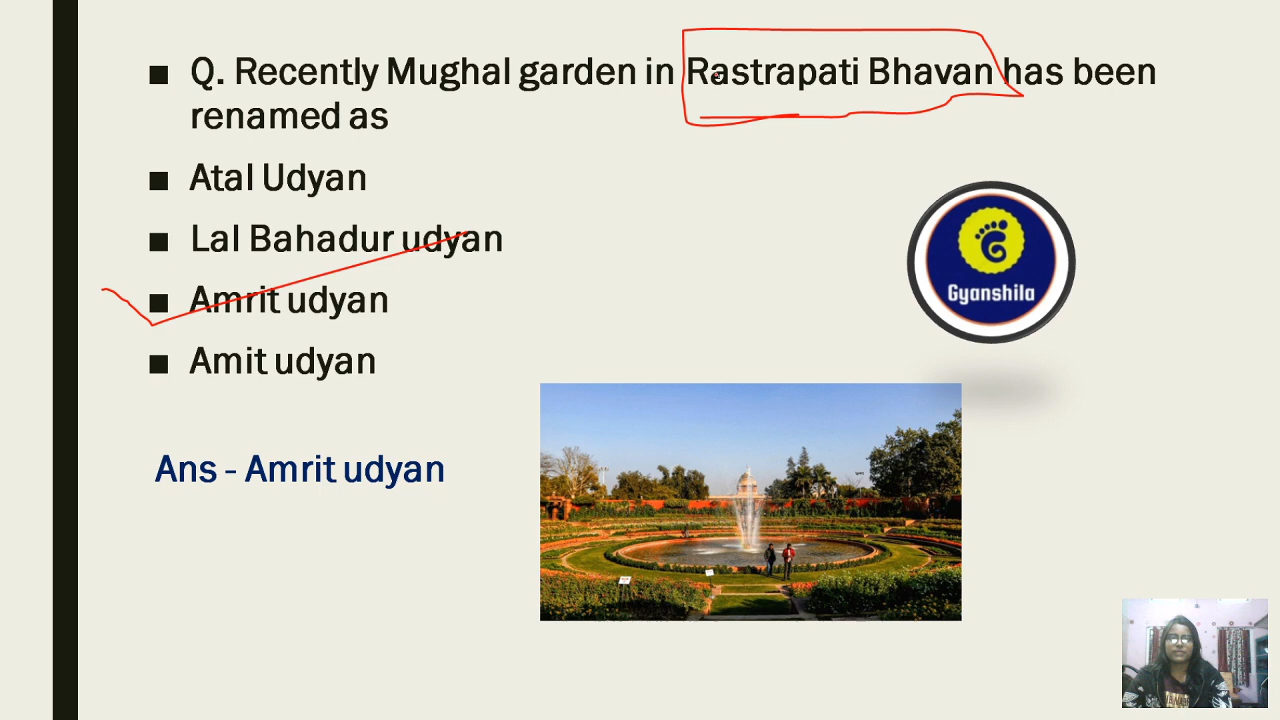 ■ Q. Recently Mughal garden in Rastrapati Bhavan has been
renamed as
■ Atal Udyan
■ Lal Bahadur udyan
■ Amrit udyan
■ Amit udyan
Ans - Amrit udyan
Gyanshila